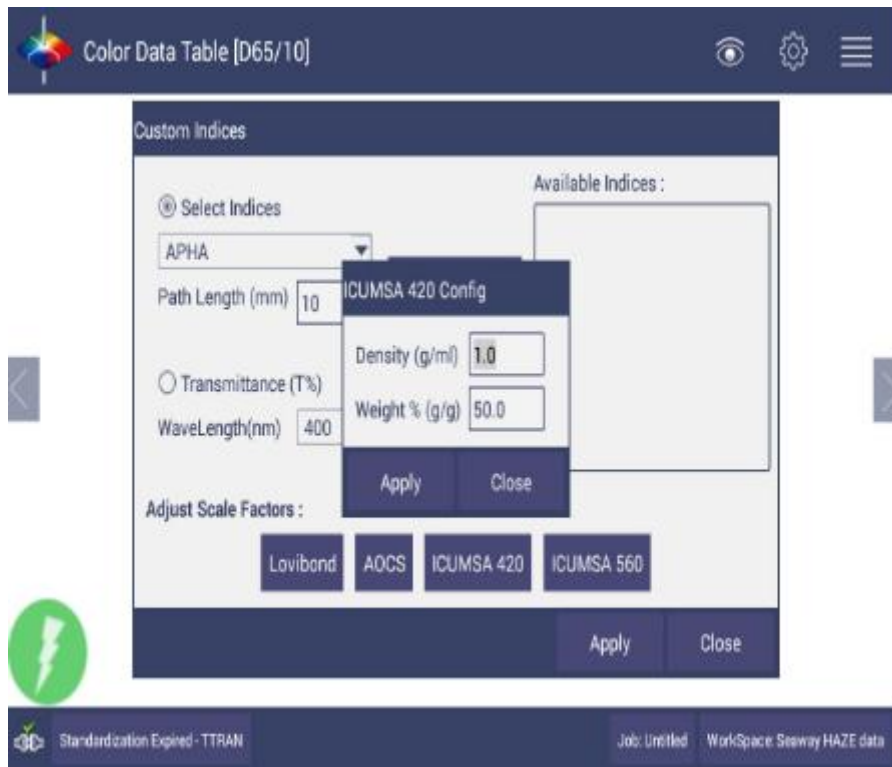 Color Data Table [D65/10]
Custom Indices
Select Indices
Available Indices :
APHA
Path Length (mm) 10
ICUMSA 420 Config
Density (g/ml) 1.0
Weight % (g/g) 50.0
Apply Close
Transmittance (T%)
WaveLength(nm) 400
Adjust Scale Factors :
Lovibond AOCS ICUMSA 420 ICUMSA 560
Apply Close
Standardization Expired - TTRAN Job: Untitled WorkSpace: Seaway HAZE data